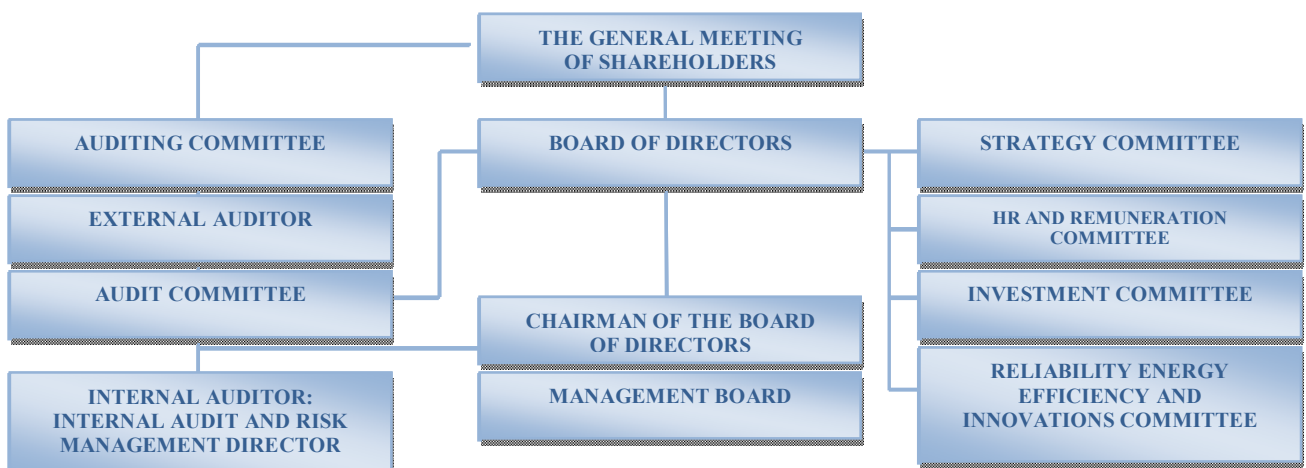 THE GENERAL MEETING
OF SHAREHOLDERS
AUDITING COMMITTEE
BOARD OF DIRECTORS
STRATEGY COMMITTEE
EXTERNAL AUDITOR
HR AND REMUNERATION
COMMITTEE
AUDIT COMMITTEE
INVESTMENT COMMITTEE
CHAIRMAN OF THE BOARD
OF DIRECTORS
INTERNAL AUDITOR:
INTERNAL AUDIT AND RISK
MANAGEMENT DIRECTOR
MANAGEMENT BOARD
RELIABILITY ENERGY
EFFICIENCY AND
INNOVATIONS COMMITTEE